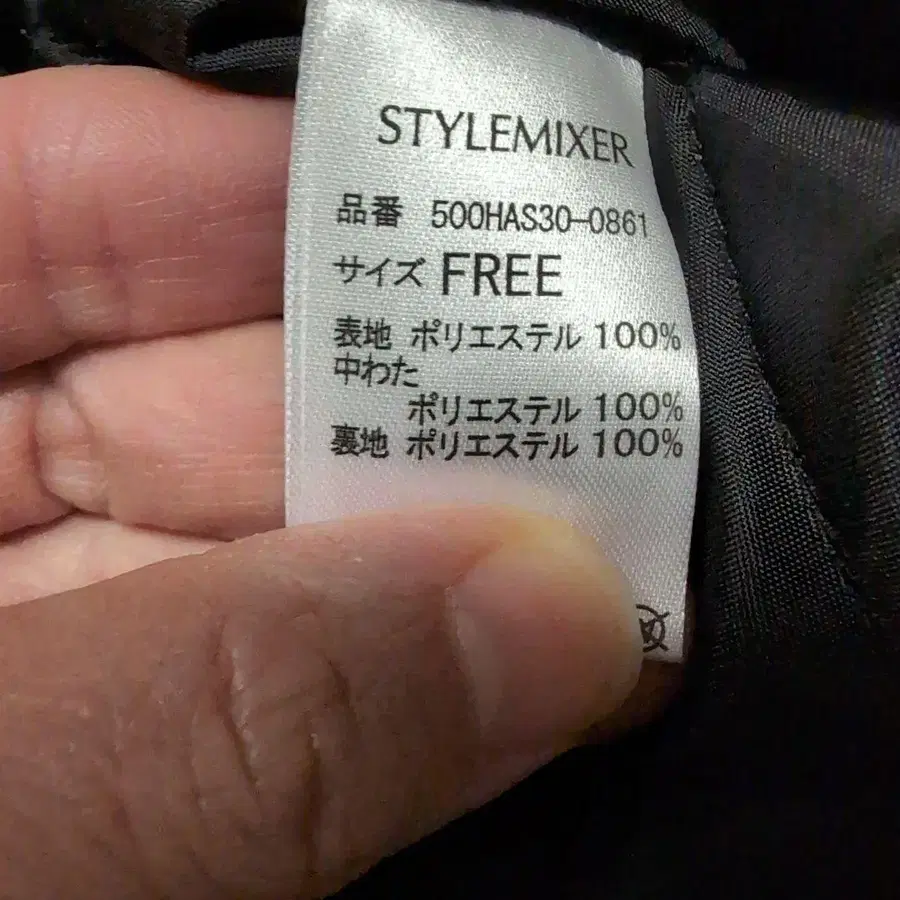 STYLEMIXER
品番 500HAS30-0861
サイズ FREE
表地 ポリエステル 100%
中わた
ポリエステル 100%
裏地 ポリエステル 100%